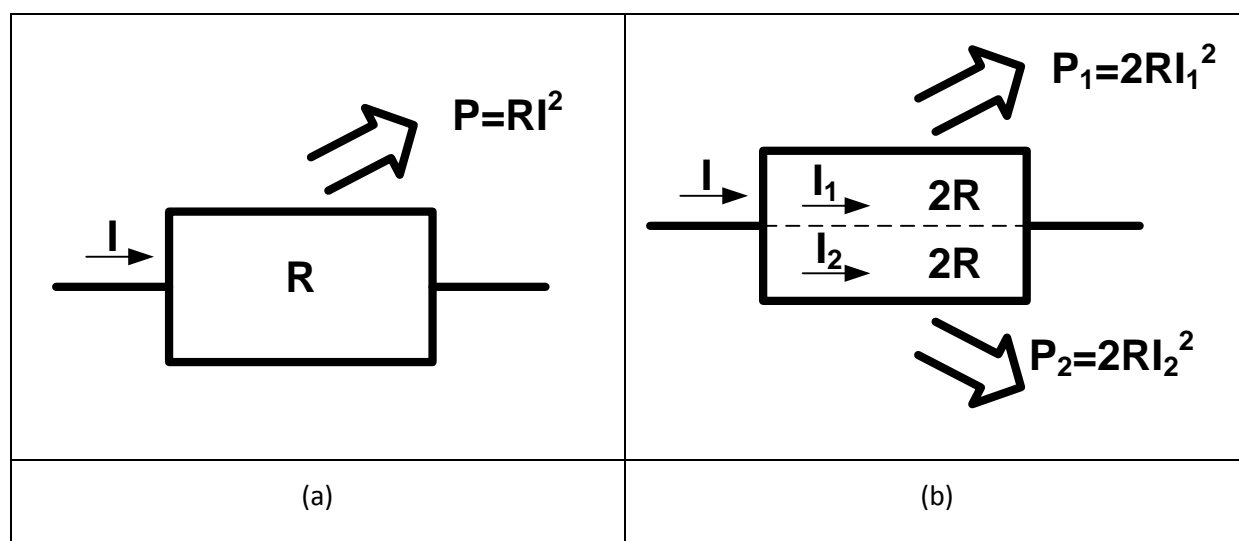 P=RI²
I
R
(a)
P₁=2RI₁²
I
I₁ 2R
I₂ 2R
P₂=2RI₂²
(b)